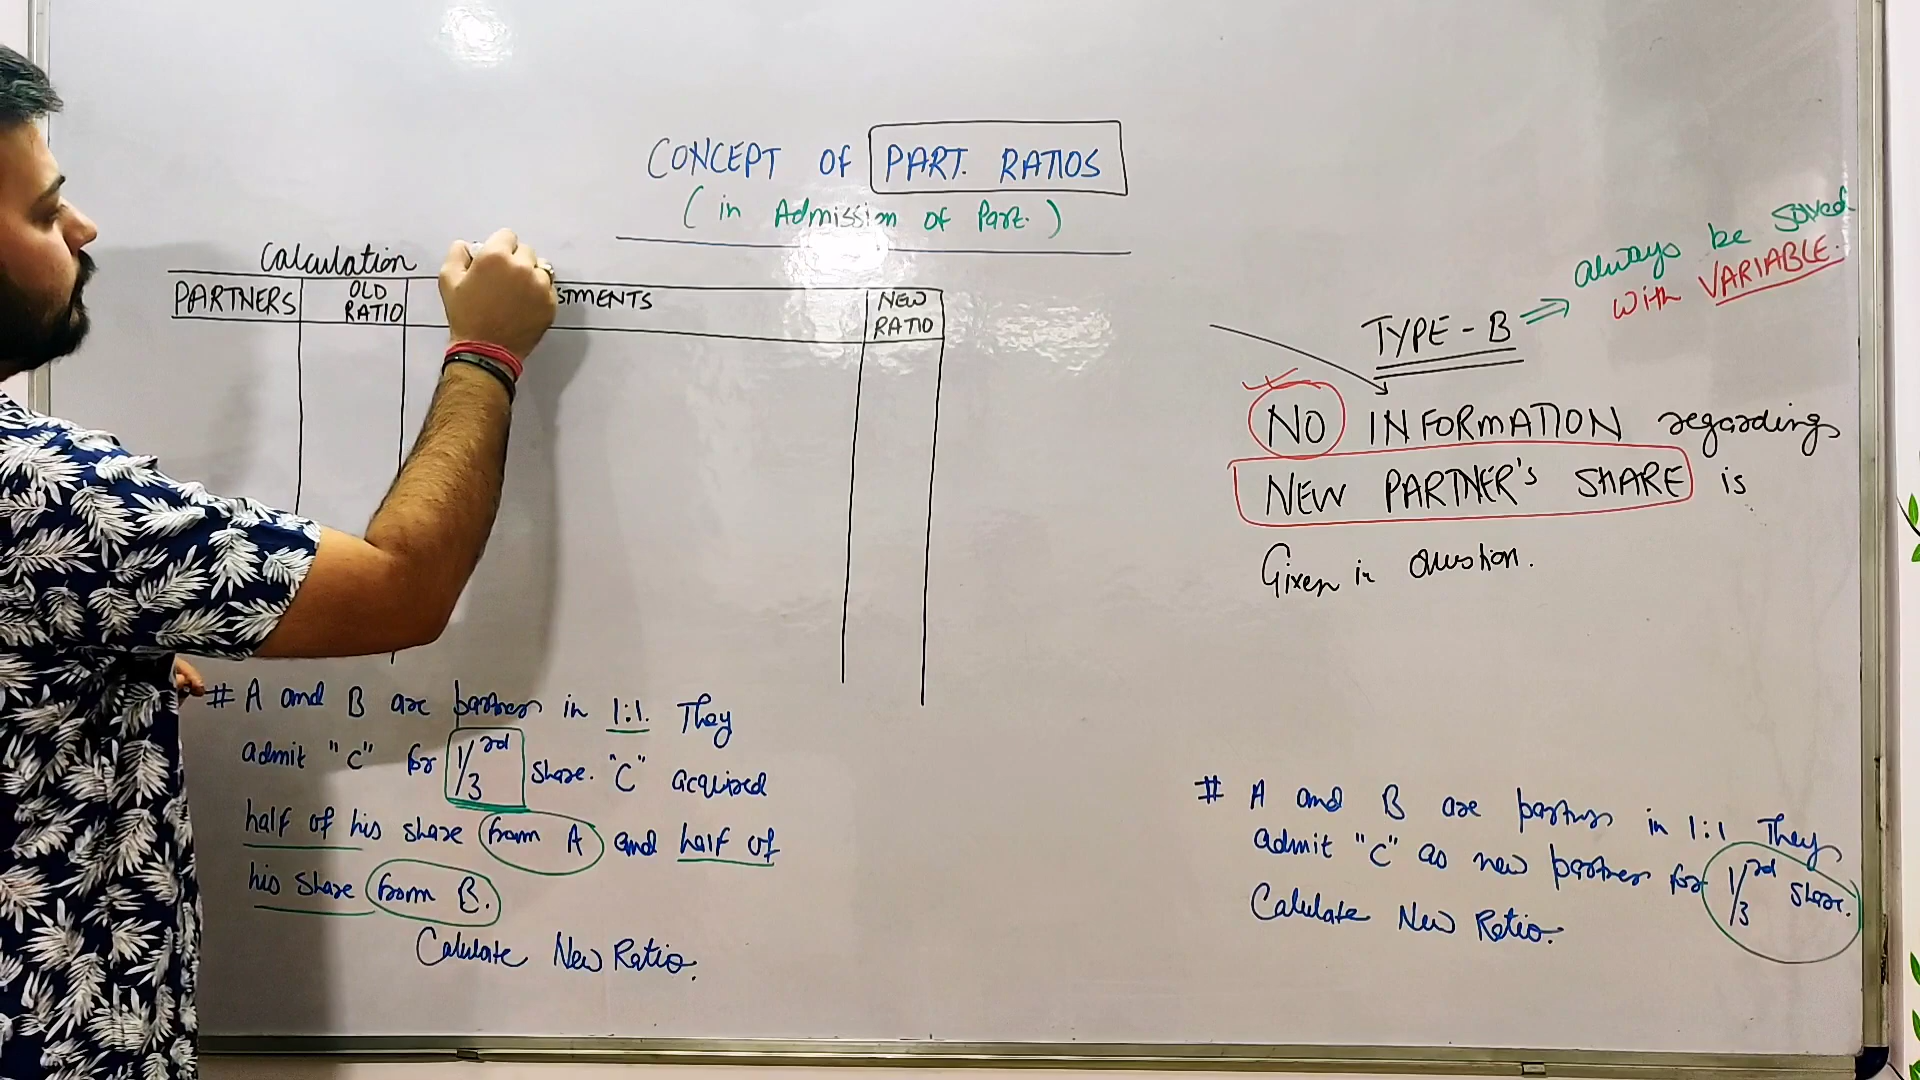 CONCEPT OF PART. RATIOS
(in Admission of Part.)
Calculation
PARTNERS
OLD
RATIO
STMENTS
NEW
RATIO
# A and B are partners in 1:1. They
admit "C" for 1/3rd share. "C" acquired
half of his share from A and half of
his share from B.
Calculate New Ratio.
always be solved
with VARIABLE.
TYPE - B ⇒
NO INFORMATION regarding
NEW PARTNER'S SHARE is
Given in Question.
# A and B are partners in 1:1 They
admit "C" as new partner for 1/3rd share.
Calculate New Ratio.